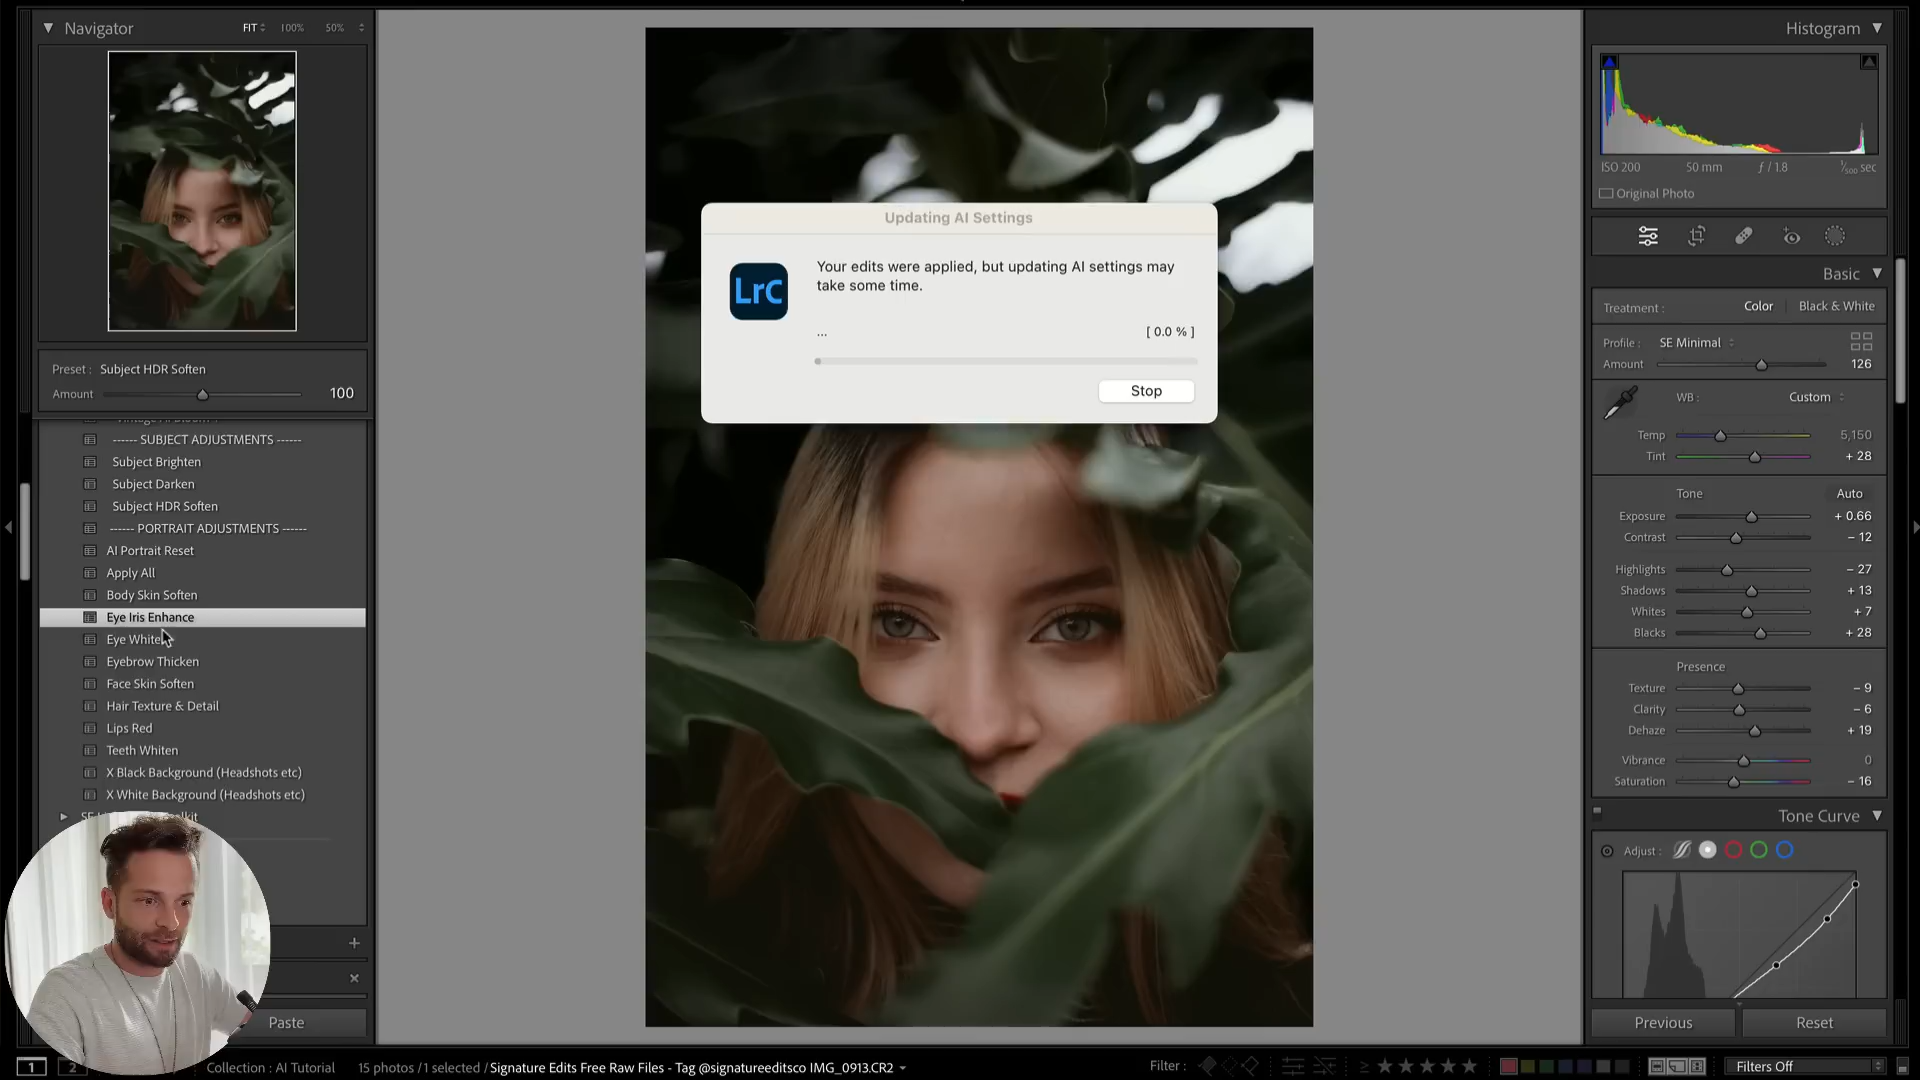 Navigator
FIT
100%
50%
Preset : Subject HDR Soften
Amount
100
------ SUBJECT ADJUSTMENTS ------
Subject Brighten
Subject Darken
Subject HDR Soften
------ PORTRAIT ADJUSTMENTS ------
AI Portrait Reset
Apply All
Body Skin Soften
Eye Iris Enhance
Eye White
Eyebrow Thicken
Face Skin Soften
Hair Texture & Detail
Lips Red
Teeth Whiten
X Black Background (Headshots etc)
X White Background (Headshots etc)
Paste
Updating AI Settings
LrC
Your edits were applied, but updating AI settings may
take some time.
...
[ 0.0 % ]
Stop
Histogram
ISO 200
50 mm
ƒ / 1.8
1/500 sec
Original Photo
Basic
Treatment :
Color
Black & White
Profile :
SE Minimal
Amount
126
WB :
Custom
Temp
5,150
Tint
+ 28
Tone
Auto
Exposure
+ 0.66
Contrast
– 12
Highlights
– 27
Shadows
+ 13
Whites
+ 7
Blacks
+ 28
Presence
Texture
– 9
Clarity
– 6
Dehaze
+ 19
Vibrance
0
Saturation
– 16
Tone Curve
Adjust :
Previous
Reset
1
2
Collection : AI Tutorial
15 photos / 1 selected / Signature Edits Free Raw Files - Tag @signatureeditsco IMG_0913.CR2
Filter :
≥
Filters Off